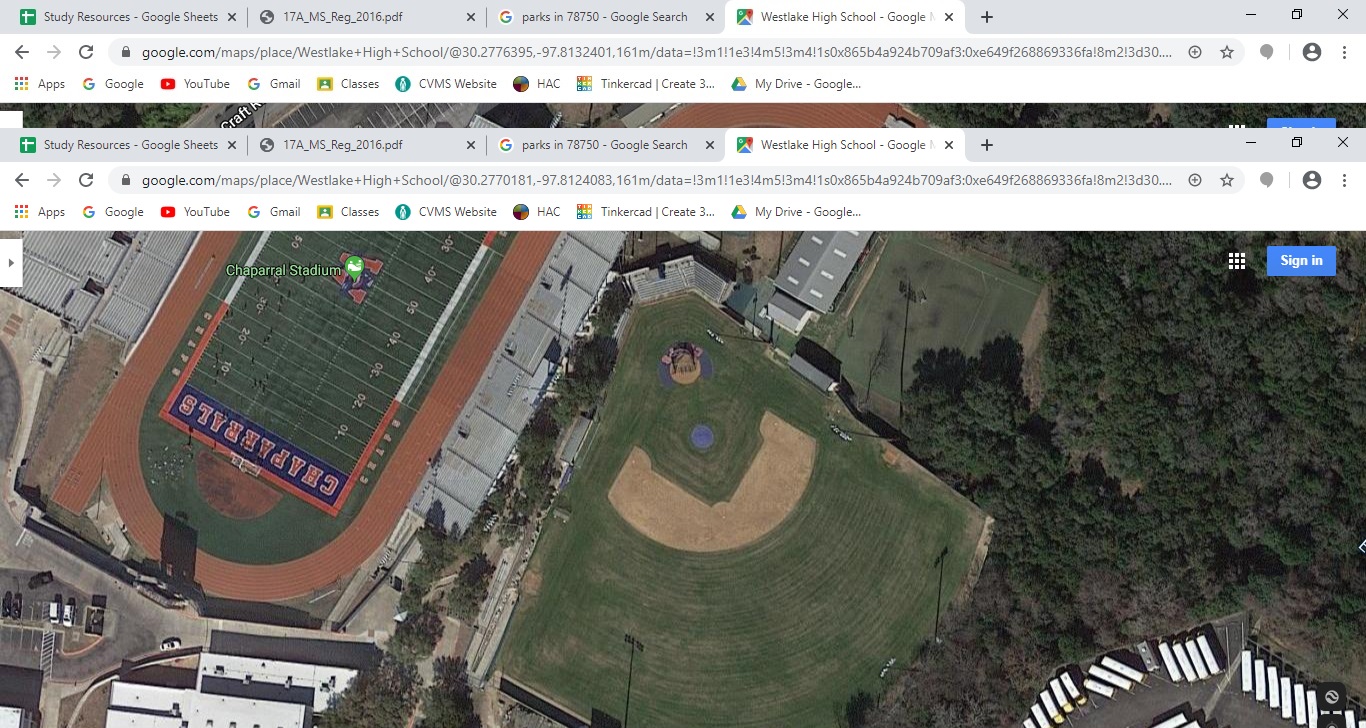 Study Resources - Google Sheets
17A_MS_Reg_2016.pdf
parks in 78750 - Google Search
Westlake High School - Google M
google.com/maps/place/Westlake+High+School/@30.2776395,-97.8132401,161m/data=!3m1!1e3!4m5!3m4!1s0x865b4a924b709af3:0xe649f268869336fa!8m2!3d30....
Apps Google YouTube Gmail Classes CVMS Website HAC Tinkercad | Create 3... My Drive - Google...
Craft R
Study Resources - Google Sheets
17A_MS_Reg_2016.pdf
parks in 78750 - Google Search
Westlake High School - Google M
google.com/maps/place/Westlake+High+School/@30.2770181,-97.8124083,161m/data=!3m1!1e3!4m5!3m4!1s0x865b4a924b709af3:0xe649f268869336fa!8m2!3d30....
Apps Google YouTube Gmail Classes CVMS Website HAC Tinkercad | Create 3... My Drive - Google...
Sign in
Chaparral Stadium
50
40
30
20
10
30
40
50
40
30
20
10
CHAPARRALS